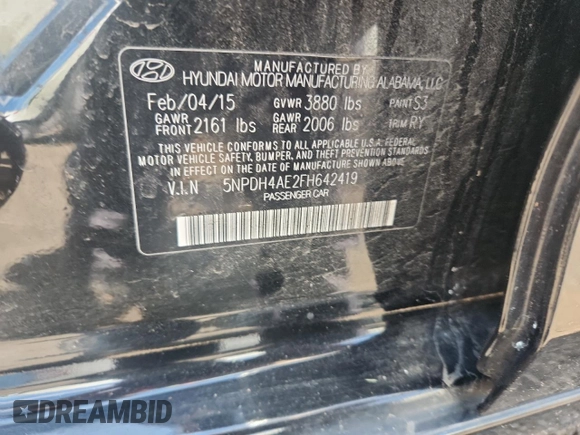 MANUFACTURED BY
HYUNDAI MOTOR MANUFACTURING ALABAMA, LLC
Feb/04/15 GVWR 3880 lbs PAINT S3
GAWR FRONT 2161 lbs GAWR REAR 2006 lbs TRIM RY
THIS VEHICLE CONFORMS TO ALL APPLICABLE U.S.A. FEDERAL
MOTOR VEHICLE SAFETY, BUMPER, AND THEFT PREVENTION STANDARDS
IN EFFECT ON THE DATE OF MANUFACTURE SHOWN ABOVE.
V.I.N 5NPDH4AE2FH642419
PASSENGER CAR
DREAMBID